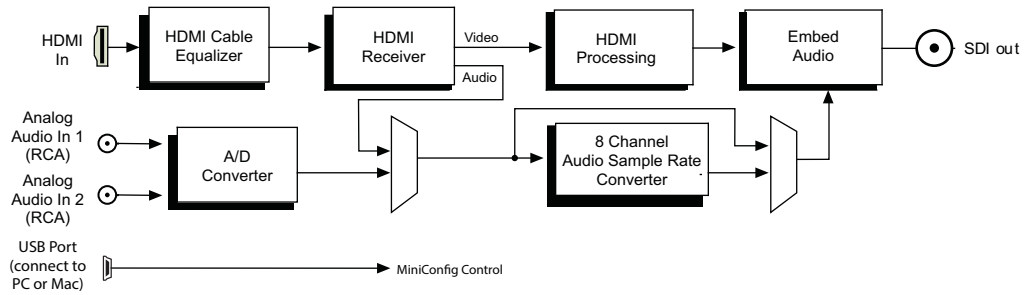 HDMI
In
HDMI Cable
Equalizer
HDMI
Receiver
Video
Audio
HDMI
Processing
Embed
Audio
SDI out
Analog
Audio In 1
(RCA)
Analog
Audio In 2
(RCA)
A/D
Converter
8 Channel
Audio Sample Rate
Converter
USB Port
(connect to
PC or Mac)
MiniConfig Control